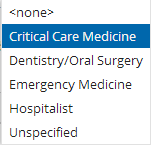 <none>
Critical Care Medicine
Dentistry/Oral Surgery
Emergency Medicine
Hospitalist
Unspecified